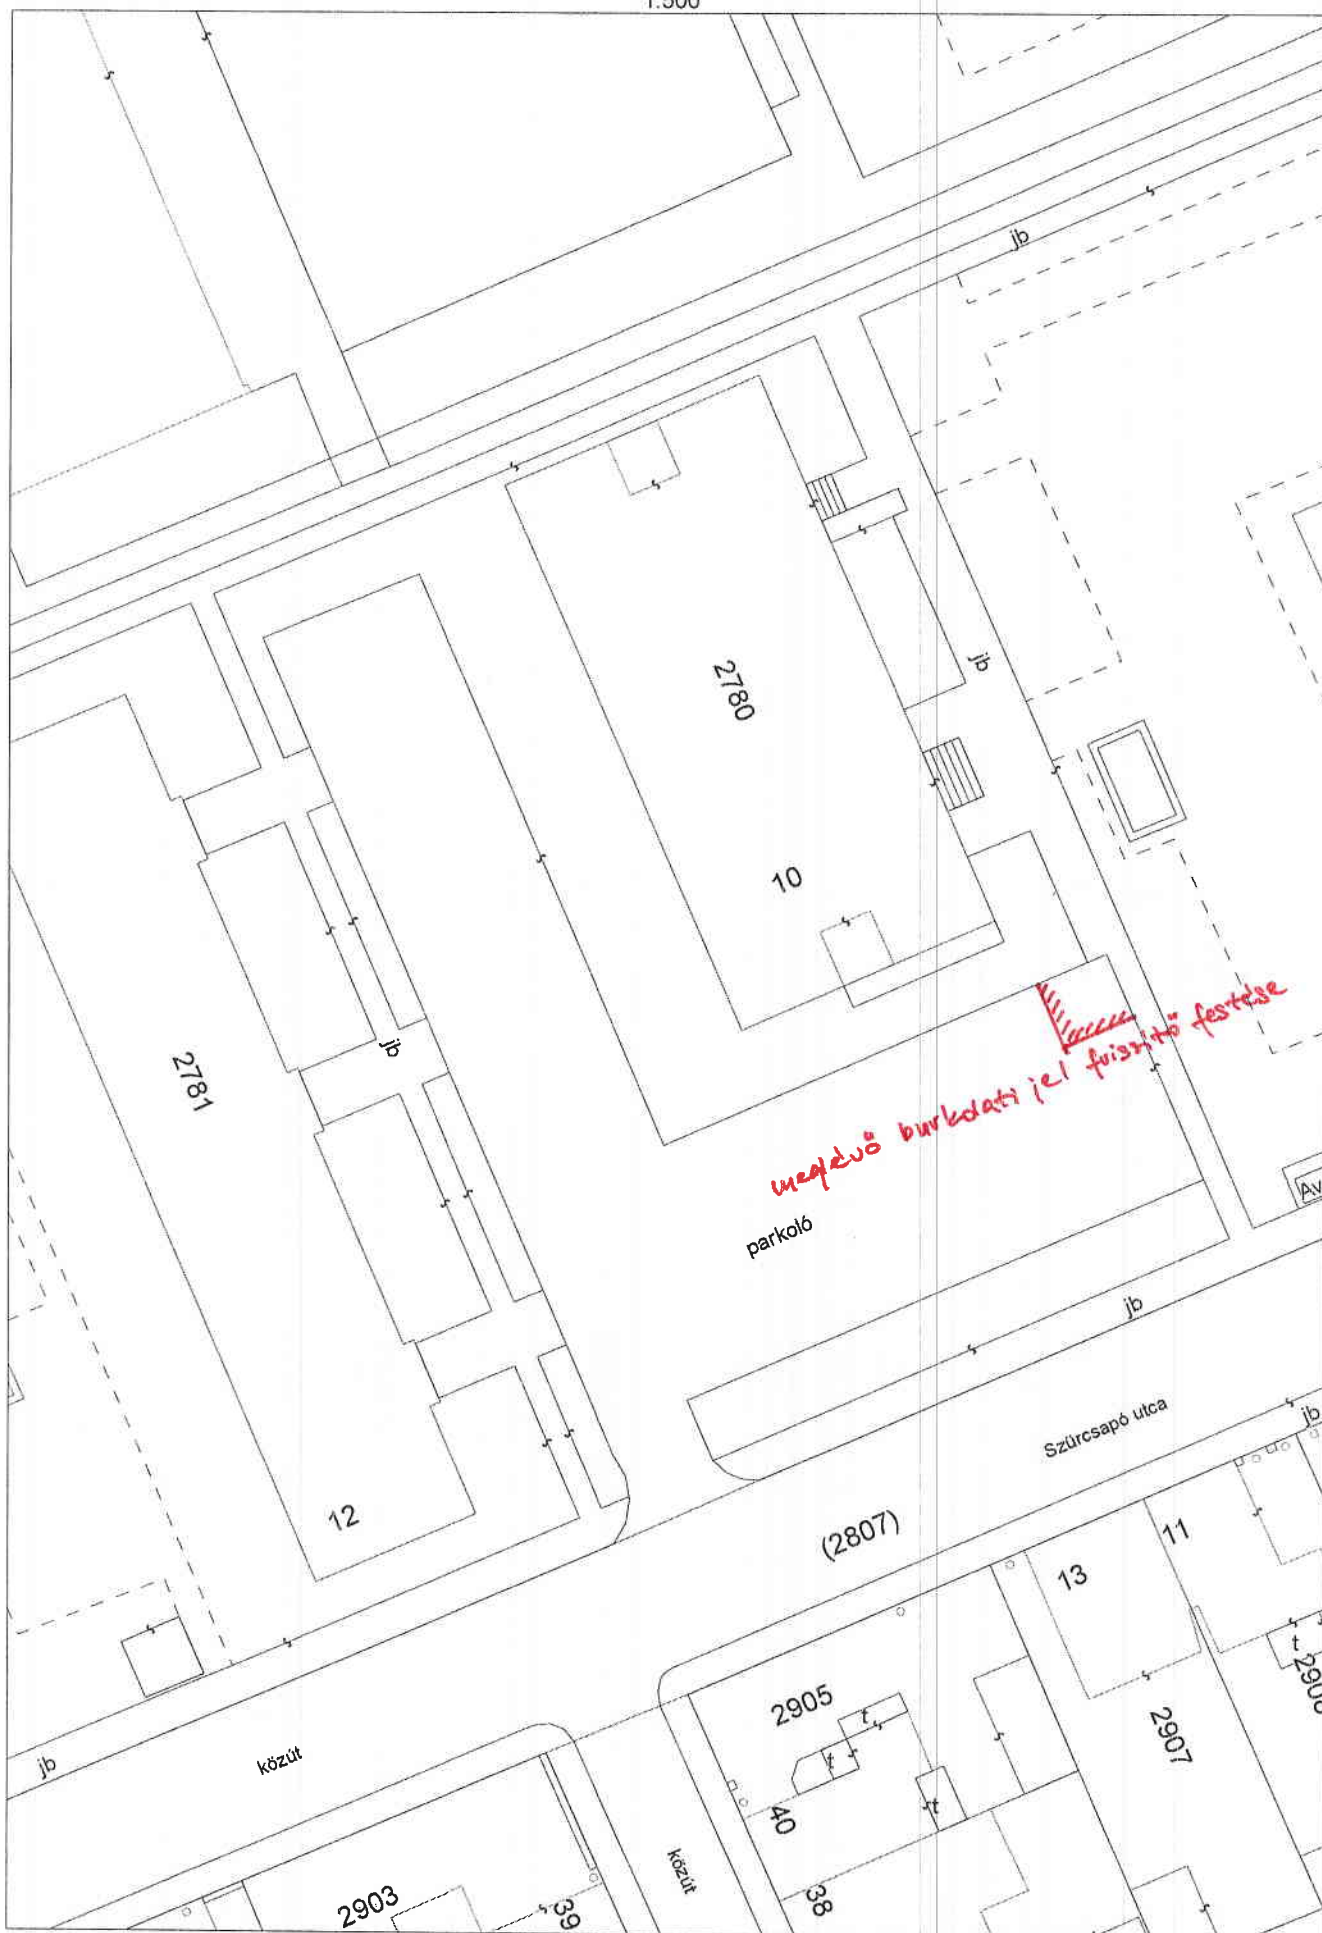 1:500
jb
2780
jb
10
2781
jb
meglévő burkolati jel frissítő festése
parkoló
Av
jb
Szűrcsapó utca
jb
12
(2807)
11
13
2905
t
t
t
2907
t
jb
közút
40
t
közút
38
2903
39